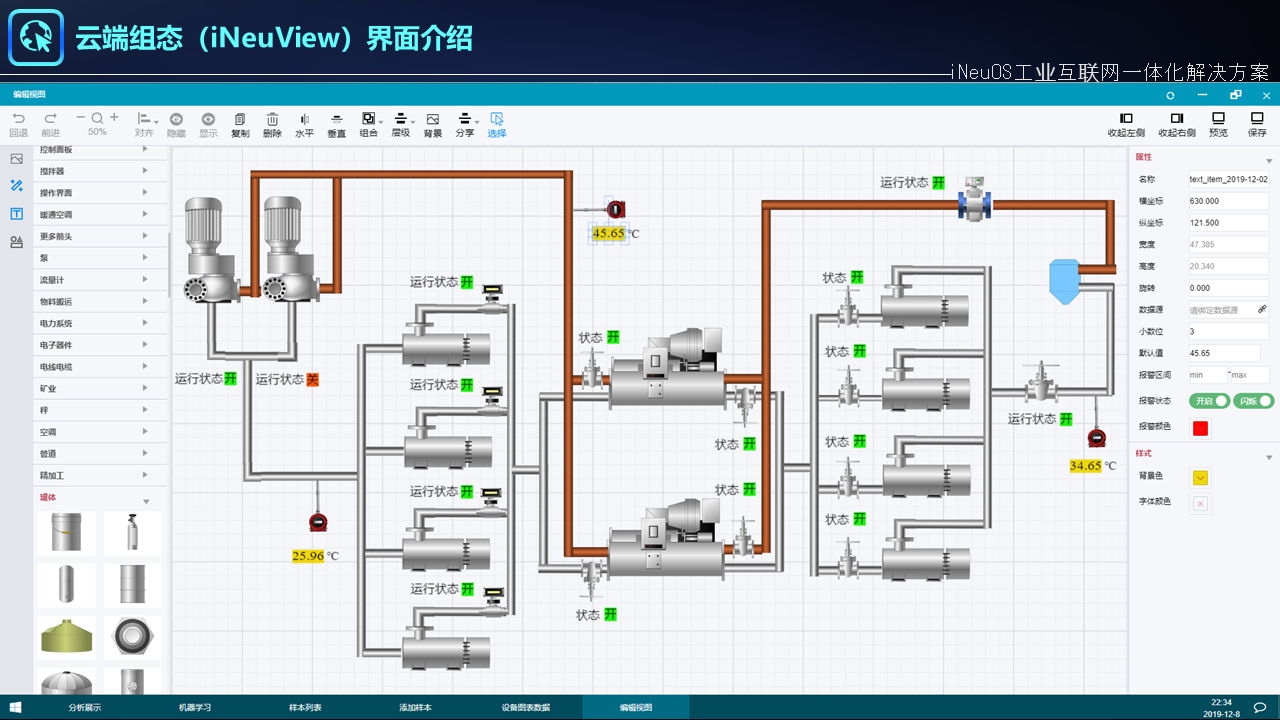 云端组态（iNeuView）界面介绍
iNeuOS工业互联网一体化解决方案
编辑视图
回退 前进 50% 对齐 隐藏 显示 复制 删除 水平 垂直 组合 层级 背景 分享 选择 收起左侧 收起右侧 预览 保存
控制面板
搅拌器
操作界面
暖通空调
更多箭头
泵
流量计
物料搬运
电力系统
电子器件
电线电缆
矿业
秤
空调
管道
精加工
罐体
运行状态 开
45.65 ℃
运行状态 开
状态 开
状态 开
状态 开
运行状态 开
运行状态 关
运行状态 开
状态 开
运行状态 开
状态 开
状态 开
34.65 ℃
运行状态 开
状态 开
25.96 ℃
状态 开
运行状态 开
状态 开
属性
名称 text_item_2019-12-02
横坐标 630.000
纵坐标 121.500
宽度 47.385
高度 20.340
旋转 0.000
数据源 请绑定数据源
小数位 3
默认值 45.65
报警区间 min - max
报警状态 开启 闪烁
报警颜色
样式
背景色
字体颜色
分析展示 机器学习 样本列表 添加样本 设备图表数据 编辑视图
22:34
2019-12-8